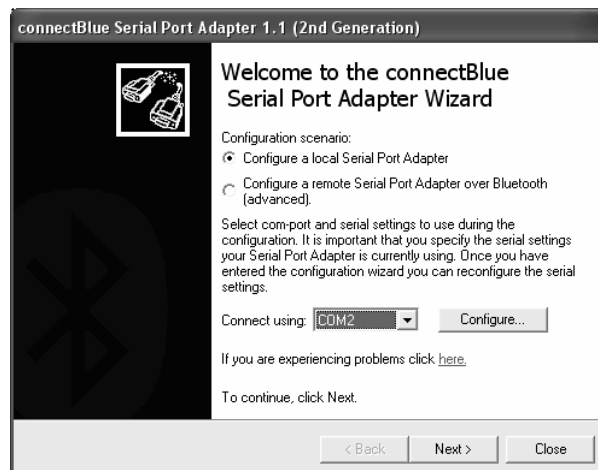 connectBlue Serial Port Adapter 1.1 (2nd Generation)
Welcome to the connectBlue
Serial Port Adapter Wizard
Configuration scenario:
Configure a local Serial Port Adapter
Configure a remote Serial Port Adapter over Bluetooth
(advanced).
Select com-port and serial settings to use during the
configuration. It is important that you specify the serial settings
your Serial Port Adapter is currently using. Once you have
entered the configuration wizard you can reconfigure the serial
settings.
Connect using: COM2 Configure...
If you are experiencing problems click here.
To continue, click Next.
< Back Next > Close